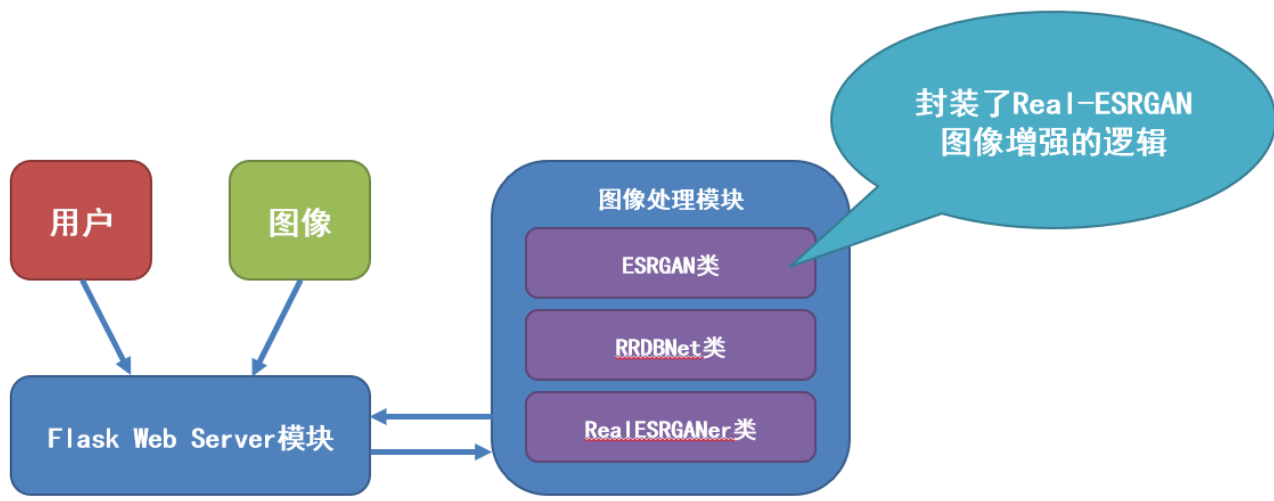 封装了Real-ESRGAN
图像增强的逻辑
用户
图像
图像处理模块
ESRGAN类
RRDBNet类
RealESRGANer类
Flask Web Server模块